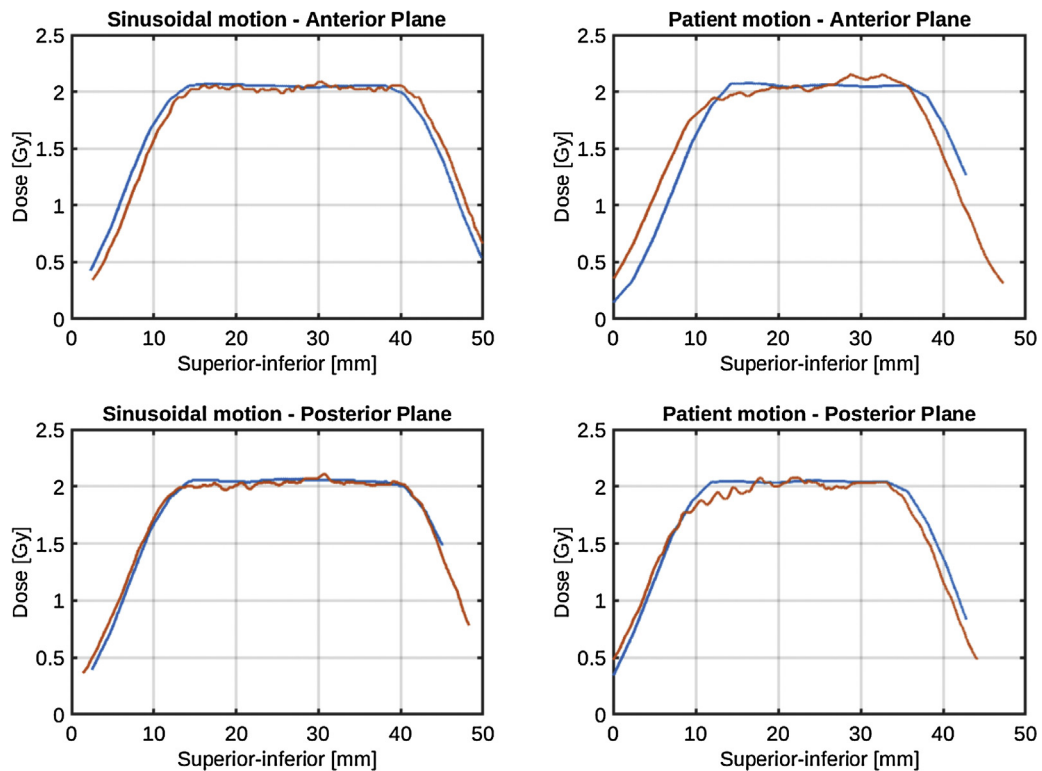 Sinusoidal motion - Anterior Plane
2.5
2
1.5
1
0.5
0
Dose [Gy]
0 10 20 30 40 50
Superior-inferior [mm]
Patient motion - Anterior Plane
2.5
2
1.5
1
0.5
0
Dose [Gy]
0 10 20 30 40 50
Superior-inferior [mm]
Sinusoidal motion - Posterior Plane
2.5
2
1.5
1
0.5
0
Dose [Gy]
0 10 20 30 40 50
Superior-inferior [mm]
Patient motion - Posterior Plane
2.5
2
1.5
1
0.5
0
Dose [Gy]
0 10 20 30 40 50
Superior-inferior [mm]